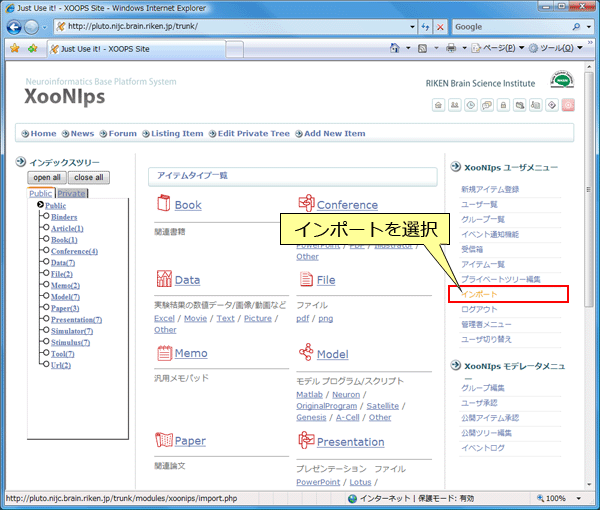 Just Use it! - XOOPS Site - Windows Internet Explorer
http://pluto.nijc.brain.riken.jp/trunk/
Google
Just Use it! - XOOPS Site
ページ(P)
ツール(O)
Neuroinformatics Base Platform System
XooNIps
RIKEN Brain Science Institute
Home
News
Forum
Listing Item
Edit Private Tree
Add New Item
インデックスツリー
open all
close all
Public
Private
Public
Binders
Article(1)
Book(1)
Conference(4)
Data(7)
File(2)
Memo(2)
Model(7)
Paper(3)
Presentation(7)
Simulator(7)
Stimulus(7)
Tool(7)
Url(2)
アイテムタイプ一覧
Book
関連書籍
Conference
PowerPoint / PDF / Illustrator /
Other
Data
実験結果の数値データ/画像/動画など
Excel / Movie / Text / Picture /
Other
File
ファイル
pdf / png
Memo
汎用メモパッド
Model
モデル プログラム/スクリプト
Matlab / Neuron /
OriginalProgram / Satellite /
Genesis / A-Cell / Other
Paper
関連論文
Presentation
プレゼンテーション ファイル
PowerPoint / Lotus /
インポートを選択
XooNIps ユーザメニュー
新規アイテム登録
ユーザ一覧
グループ一覧
イベント通知機能
受信箱
アイテム一覧
プライベートツリー編集
インポート
ログアウト
管理者メニュー
ユーザ切り替え
XooNIps モデレータメニュ
ー
グループ編集
ユーザ承認
公開アイテム承認
公開ツリー編集
イベントログ
http://pluto.nijc.brain.riken.jp/trunk/modules/xoonips/import.php
インターネット | 保護モード: 有効
100%